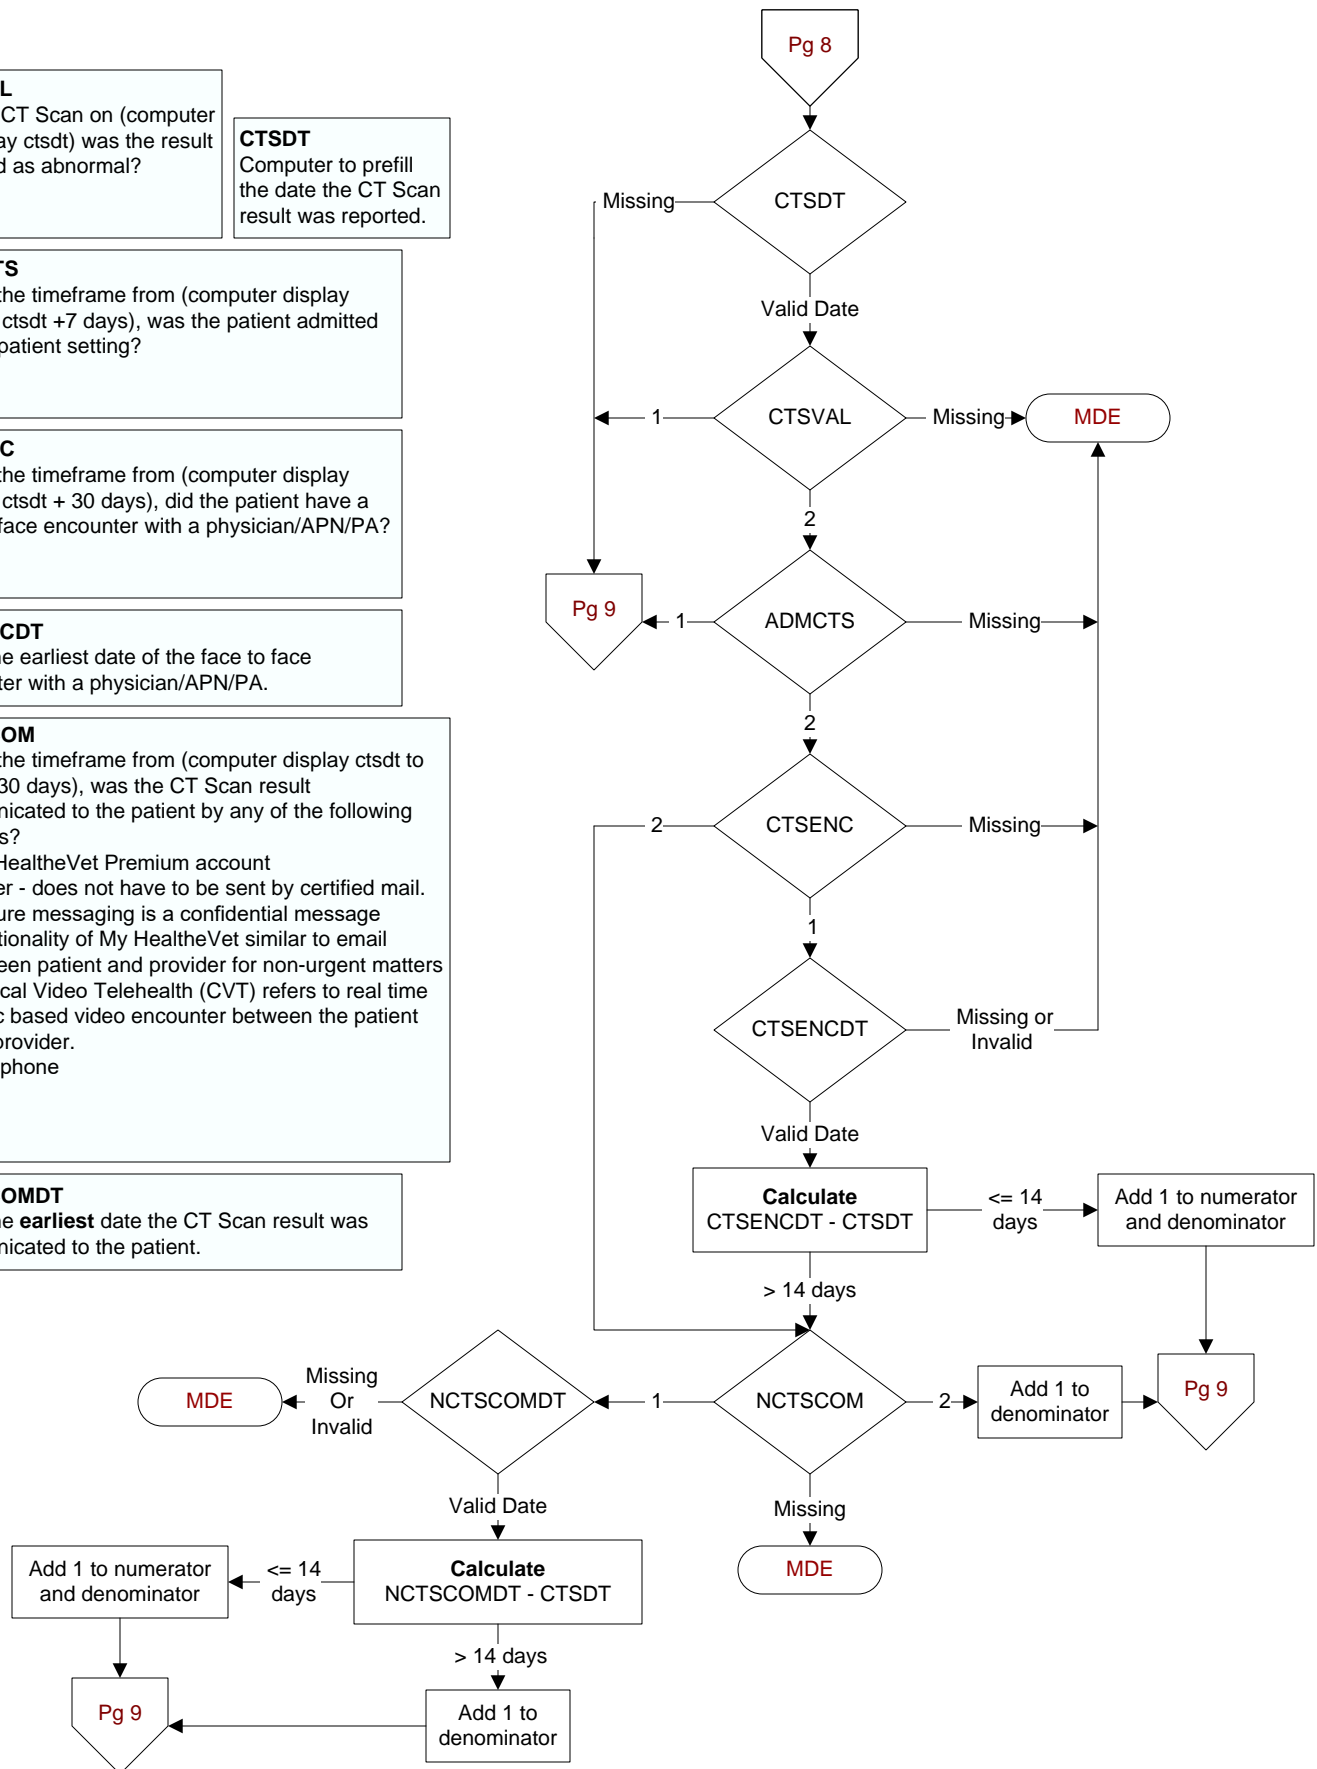 Pg 8
L
CT Scan on (computer
ay ctsdt) was the result
d as abnormal?
CTSDT
Computer to prefill
the date the CT Scan
result was reported.
TS
the timeframe from (computer display
ctsdt +7 days), was the patient admitted
patient setting?
C
the timeframe from (computer display
ctsdt + 30 days), did the patient have a
face encounter with a physician/APN/PA?
CDT
e earliest date of the face to face
ter with a physician/APN/PA.
OM
the timeframe from (computer display ctsdt to
30 days), was the CT Scan result
nicated to the patient by any of the following
s?
HealtheVet Premium account
er - does not have to be sent by certified mail.
ure messaging is a confidential message
tionality of My HealtheVet similar to email
een patient and provider for non-urgent matters
cal Video Telehealth (CVT) refers to real time
c based video encounter between the patient
provider.
phone
OMDT
e earliest date the CT Scan result was
nicated to the patient.
CTSDT
Missing
Valid Date
CTSVAL
1
Missing
MDE
2
ADMCTS
1
Pg 9
Missing
2
CTSENC
2
Missing
1
CTSENCDT
Missing or
Invalid
Valid Date
Calculate
CTSENCDT - CTSDT
<= 14
days
Add 1 to numerator
and denominator
> 14 days
NCTSCOM
2
Add 1 to
denominator
Pg 9
1
NCTSCOMDT
Missing
Or
Invalid
MDE
Missing
MDE
Valid Date
Calculate
NCTSCOMDT - CTSDT
<= 14
days
Add 1 to numerator
and denominator
> 14 days
Add 1 to
denominator
Pg 9